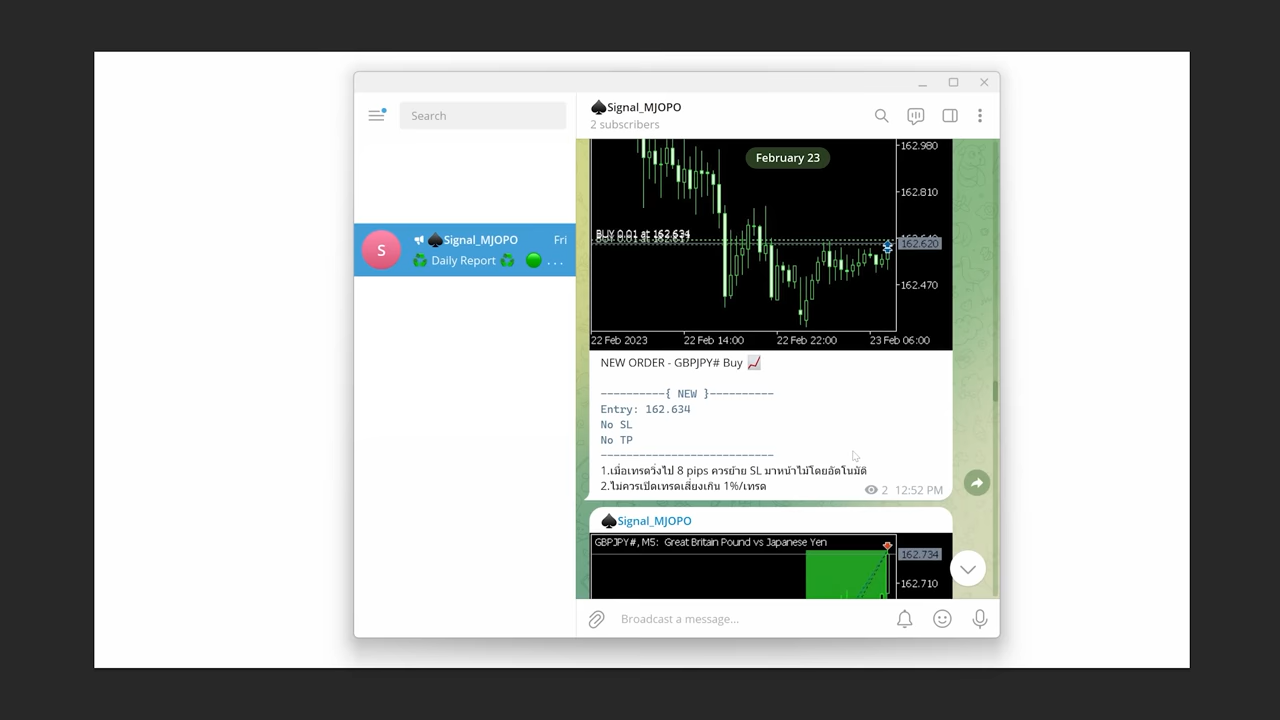 Search
♠Signal_MJOPO
2 subscribers
♠Signal_MJOPO Fri
♻ Daily Report ♻ 🟢 ...
February 23
162.980
162.810
BUY 0.01 at 162.634
162.620
162.470
22 Feb 2023 22 Feb 14:00 22 Feb 22:00 23 Feb 06:00
NEW ORDER - GBPJPY# Buy 📈
----------{ NEW }----------
Entry: 162.634
No SL
No TP
---------------------------
1.เมื่อเทรดวิ่งไป 8 pips ควรย้าย SL มาหน้าไม้โดยอัตโนมัติ
2.ไม่ควรเปิดเทรดเสี่ยงเกิน 1%/เทรด
2 12:52 PM
♠Signal_MJOPO
GBPJPY#, M5: Great Britain Pound vs Japanese Yen
162.734
162.710
Broadcast a message...
S